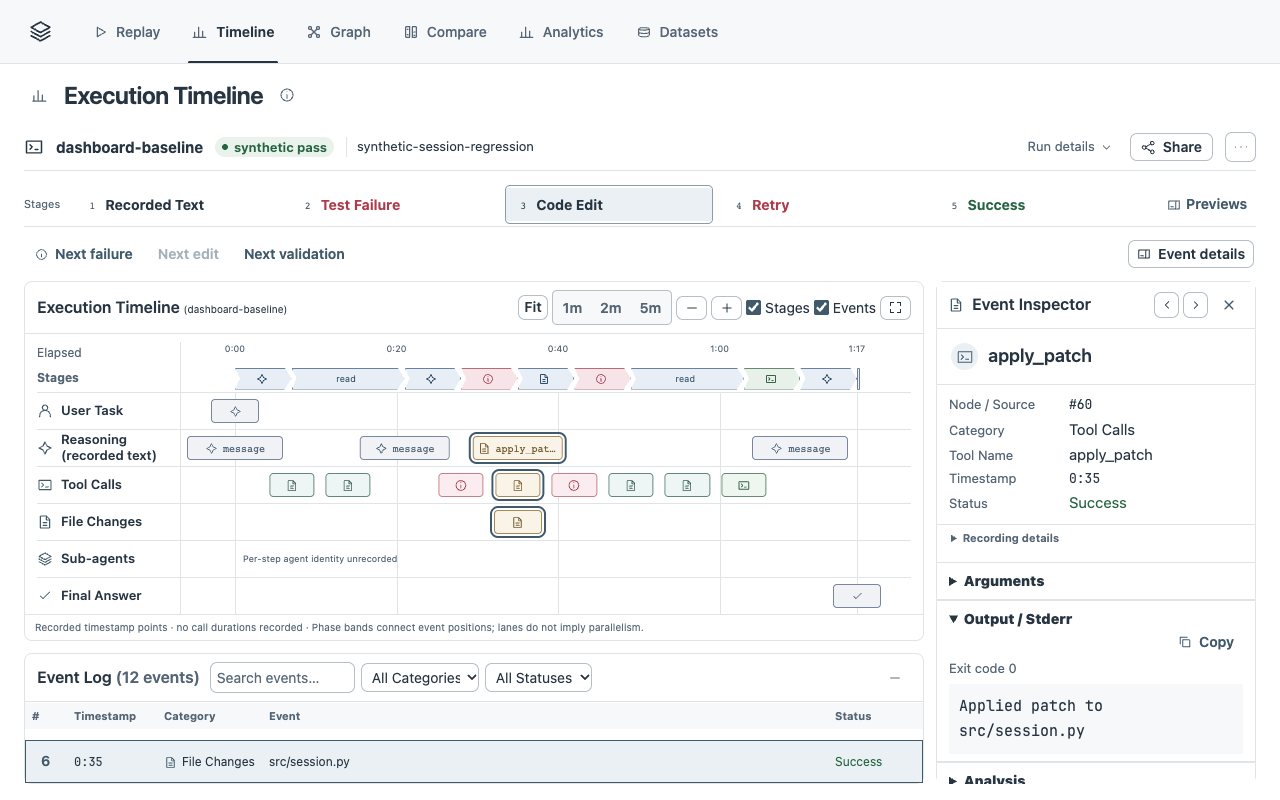 Replay
Timeline
Graph
Compare
Analytics
Datasets
Execution Timeline
dashboard-baseline
synthetic pass
synthetic-session-regression
Run details
Share
Stages
1 Recorded Text
2 Test Failure
3 Code Edit
4 Retry
5 Success
Previews
Next failure
Next edit
Next validation
Event details
Execution Timeline (dashboard-baseline)
Fit
1m
2m
5m
Stages
Events
Elapsed
0:00
0:20
0:40
1:00
1:17
Stages
read
read
User Task
Reasoning
(recorded text)
message
message
apply_pat…
message
Tool Calls
File Changes
Sub-agents
Per-step agent identity unrecorded
Final Answer
Recorded timestamp points · no call durations recorded · Phase bands connect event positions; lanes do not imply parallelism.
Event Log (12 events)
Search events...
All Categories
All Statuses
# Timestamp Category Event Status
6 0:35 File Changes src/session.py Success
Event Inspector
apply_patch
Node / Source #60
Category Tool Calls
Tool Name apply_patch
Timestamp 0:35
Status Success
Recording details
Arguments
Output / Stderr
Copy
Exit code 0
Applied patch to
src/session.py
Analysis